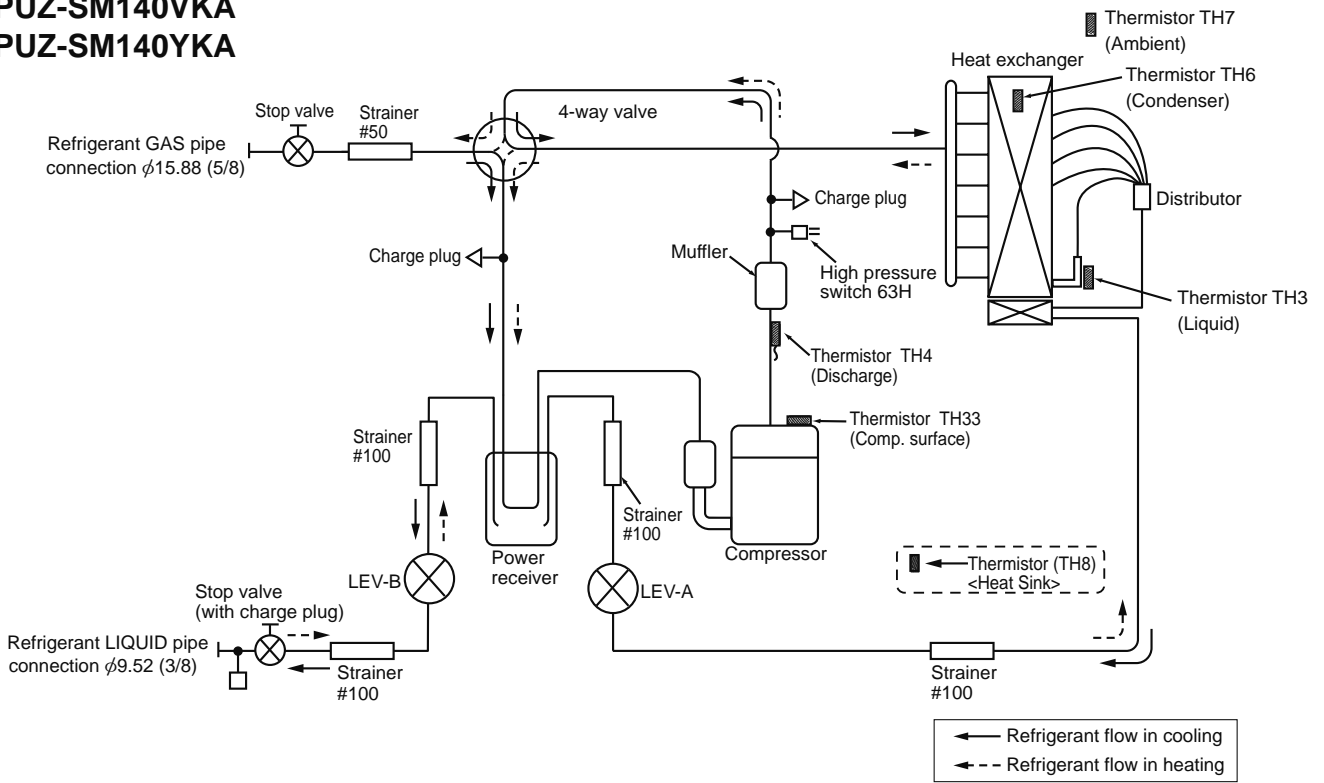 PUZ-SM140VKA
PUZ-SM140YKA
Thermistor TH7
(Ambient)
Heat exchanger
Thermistor TH6
(Condenser)
Stop valve
Strainer
#50
4-way valve
Refrigerant GAS pipe
connection ϕ15.88 (5/8)
Charge plug
Distributor
Charge plug
Muffler
High pressure
switch 63H
Thermistor TH3
(Liquid)
Thermistor TH4
(Discharge)
Thermistor TH33
(Comp. surface)
Strainer
#100
Strainer
#100
Compressor
Power
receiver
Thermistor (TH8)
<Heat Sink>
LEV-B
LEV-A
Stop valve
(with charge plug)
Refrigerant LIQUID pipe
connection ϕ9.52 (3/8)
Strainer
#100
Strainer
#100
Refrigerant flow in cooling
Refrigerant flow in heating